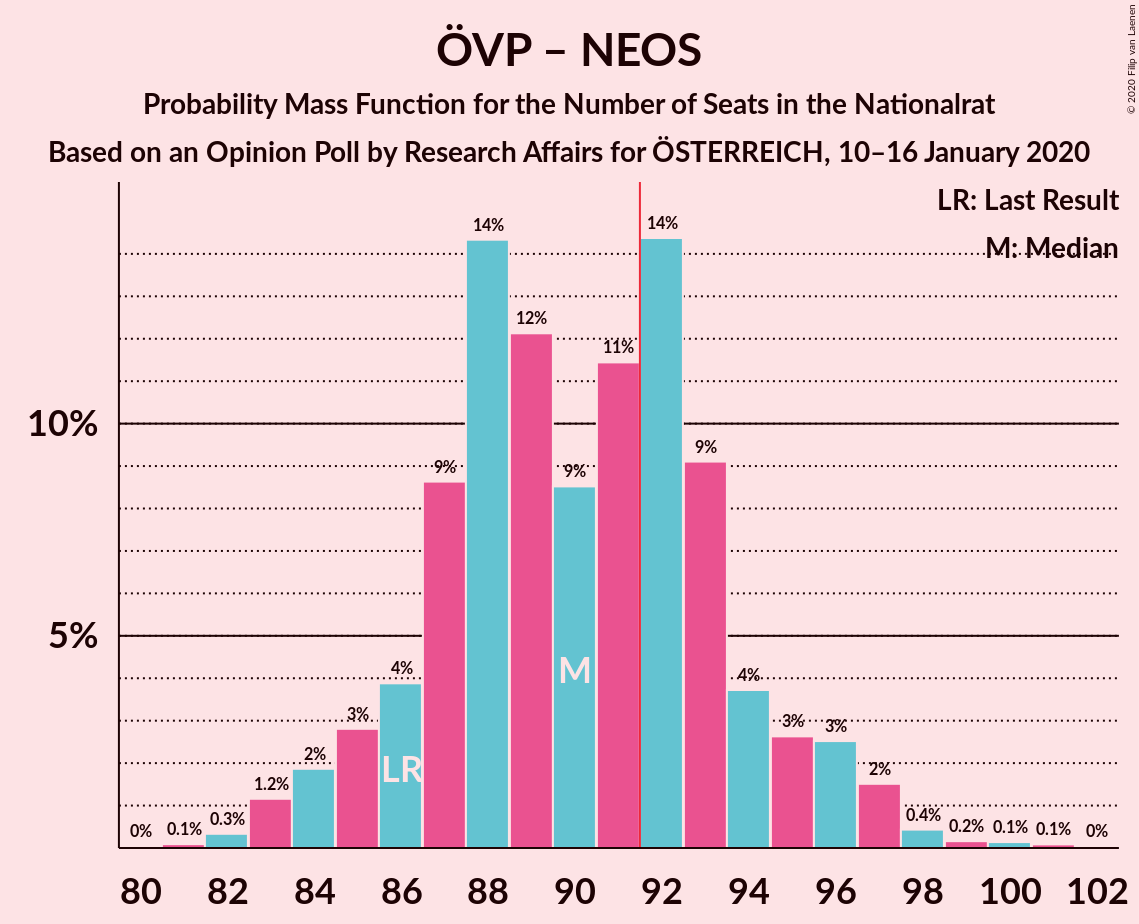 ÖVP – NEOS
Probability Mass Function for the Number of Seats in the Nationalrat
Based on an Opinion Poll by Research Affairs for ÖSTERREICH, 10–16 January 2020
© 2020 Filip van Laenen
LR: Last Result
M: Median
10%
5%
0% 0.1% 0.3% 1.2% 2% 3% 4% 9% 14% 12% 9% 11% 14% 9% 4% 3% 3% 2% 0.4% 0.2% 0.1% 0.1% 0%
M
LR
80 82 84 86 88 90 92 94 96 98 100 102